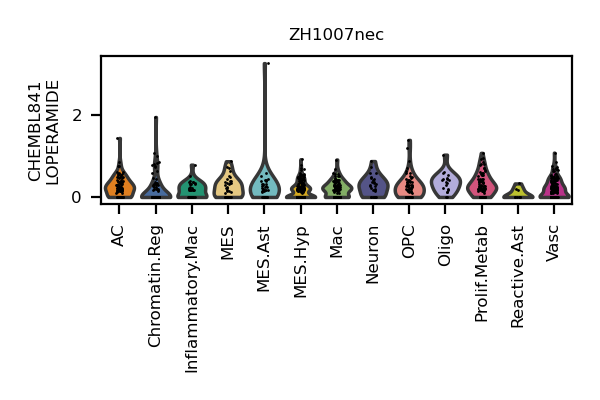 ZH1007nec
CHEMBL841
LOPERAMIDE
2
0
AC
Chromatin.Reg
Inflammatory.Mac
MES
MES.Ast
MES.Hyp
Mac
Neuron
OPC
Oligo
Prolif.Metab
Reactive.Ast
Vasc